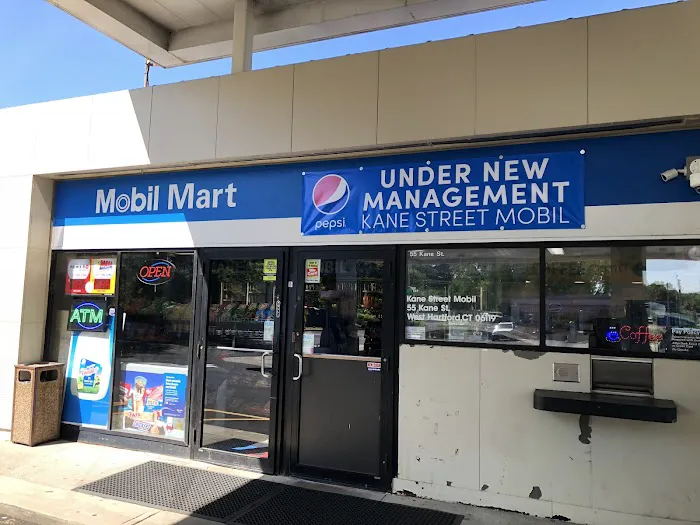 Mobil Mart
pepsi
UNDER NEW
MANAGEMENT
KANE STREET MOBIL
55 Kane St.
OPEN
ATM
Kane Street Mobil
55 Kane St.
West Hartford, CT 06119
Coffee